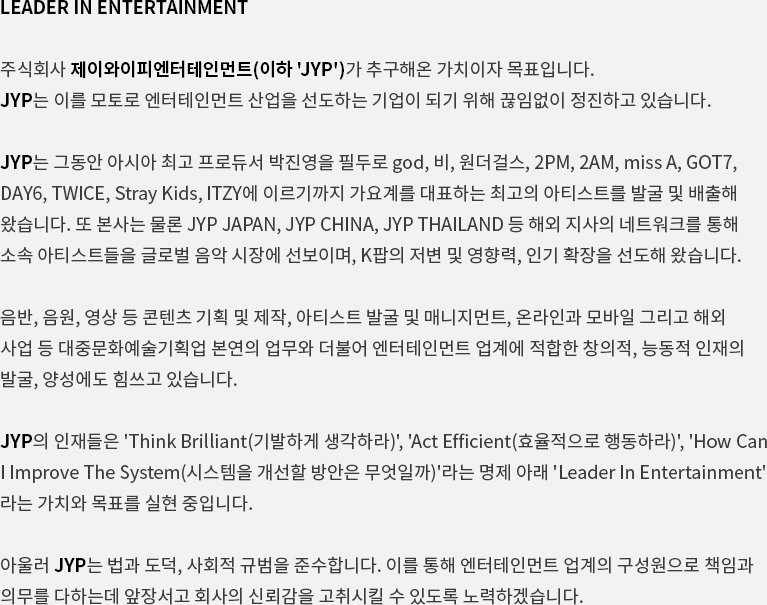 LEADER IN ENTERTAINMENT
주식회사 제이와이피엔터테인먼트(이하 'JYP')가 추구해온 가치이자 목표입니다.
JYP는 이를 모토로 엔터테인먼트 산업을 선도하는 기업이 되기 위해 끊임없이 정진하고 있습니다.
JYP는 그동안 아시아 최고 프로듀서 박진영을 필두로 god, 비, 원더걸스, 2PM, 2AM, miss A, GOT7,
DAY6, TWICE, Stray Kids, ITZY에 이르기까지 가요계를 대표하는 최고의 아티스트를 발굴 및 배출해
왔습니다. 또 본사는 물론 JYP JAPAN, JYP CHINA, JYP THAILAND 등 해외 지사의 네트워크를 통해
소속 아티스트들을 글로벌 음악 시장에 선보이며, K팝의 저변 및 영향력, 인기 확장을 선도해 왔습니다.
음반, 음원, 영상 등 콘텐츠 기획 및 제작, 아티스트 발굴 및 매니지먼트, 온라인과 모바일 그리고 해외
사업 등 대중문화예술기획업 본연의 업무와 더불어 엔터테인먼트 업계에 적합한 창의적, 능동적 인재의
발굴, 양성에도 힘쓰고 있습니다.
JYP의 인재들은 'Think Brilliant(기발하게 생각하라)', 'Act Efficient(효율적으로 행동하라)', 'How Can
I Improve The System(시스템을 개선할 방안은 무엇일까)'라는 명제 아래 'Leader In Entertainment'
라는 가치와 목표를 실현 중입니다.
아울러 JYP는 법과 도덕, 사회적 규범을 준수합니다. 이를 통해 엔터테인먼트 업계의 구성원으로 책임과
의무를 다하는데 앞장서고 회사의 신뢰감을 고취시킬 수 있도록 노력하겠습니다.